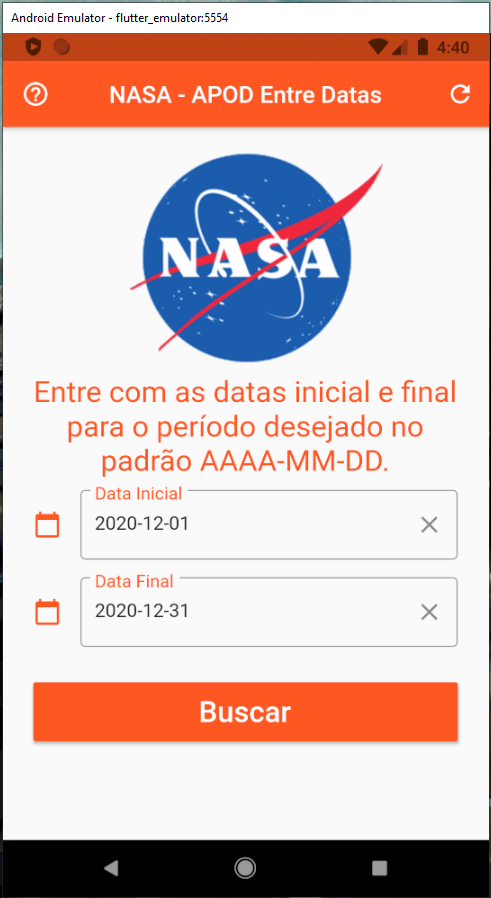 Android Emulator - flutter_emulator:5554
4:40
NASA - APOD Entre Datas
NASA
Entre com as datas inicial e final
para o período desejado no
padrão AAAA-MM-DD.
Data Inicial
2020-12-01
Data Final
2020-12-31
Buscar